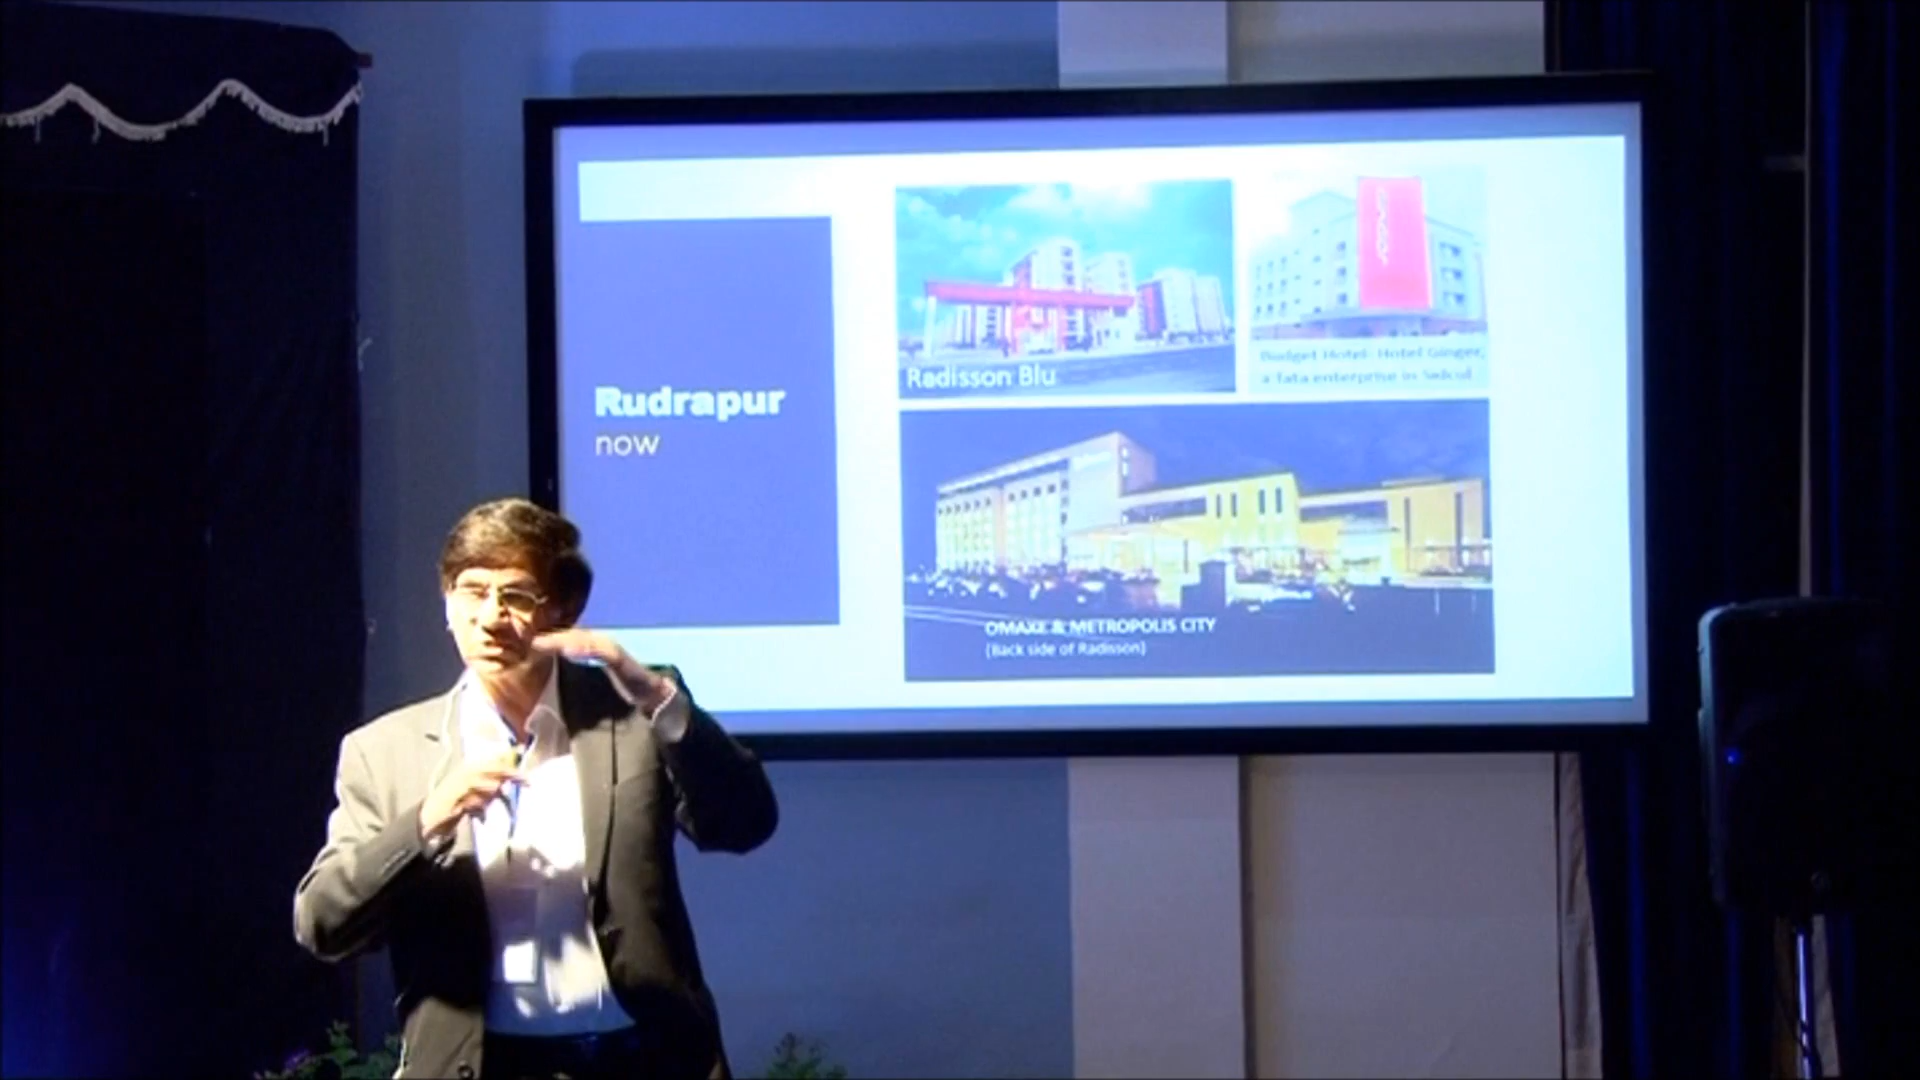 Rudrapur
now
Radisson Blu
Budget Hotel: Hotel Ginger,
a Tata enterprise in Sidcul
OMAXE & METROPOLIS CITY
(Back side of Radisson)